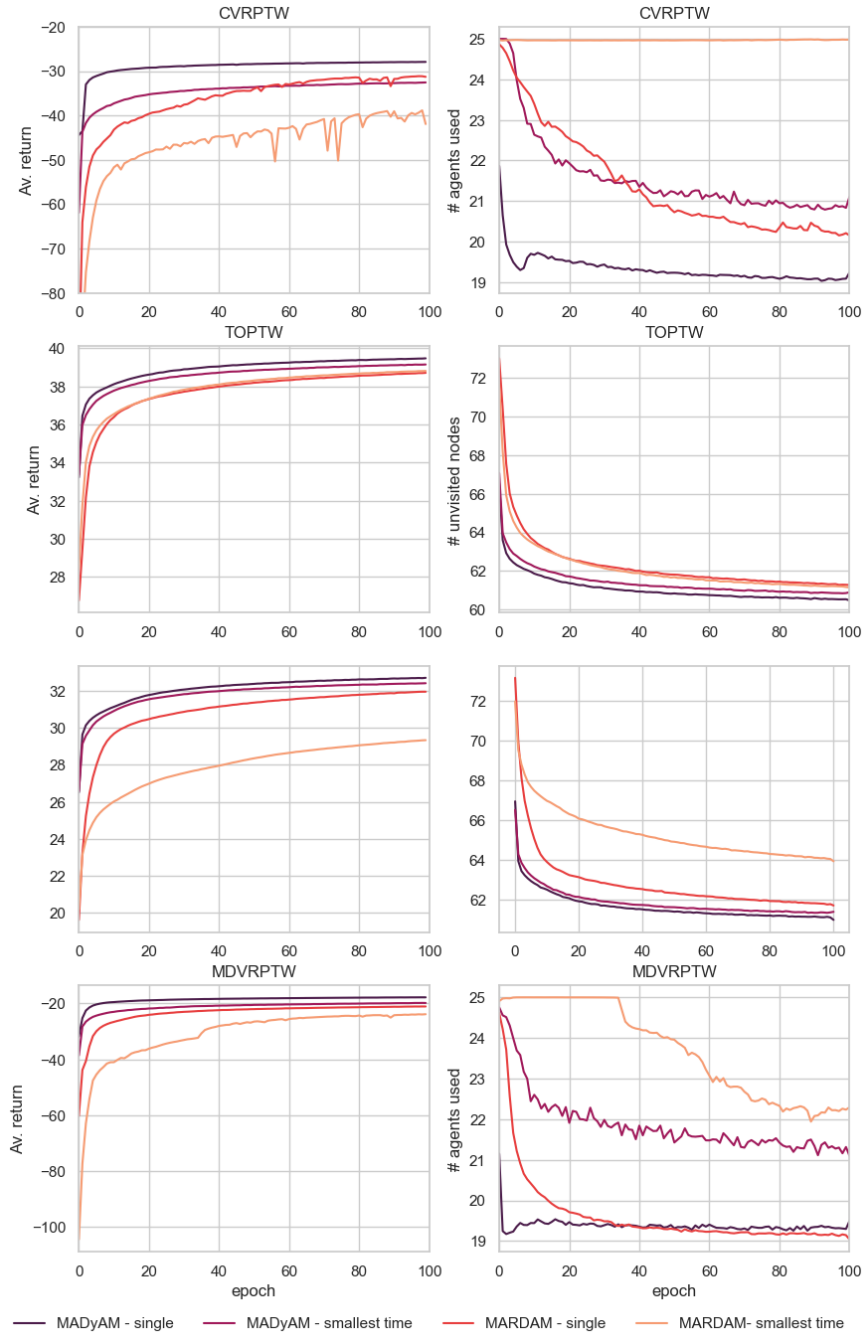 CVRPTW
CVRPTW
−20
−30
−40
−50
−60
−70
−80
Av. return
0 20 40 60 80 100
25
24
23
22
21
20
19
# agents used
0 20 40 60 80 100
TOPTW
TOPTW
40
38
36
34
32
30
28
Av. return
0 20 40 60 80 100
72
70
68
66
64
62
60
# unvisited nodes
0 20 40 60 80 100
32
30
28
26
24
22
20
0 20 40 60 80 100
72
70
68
66
64
62
0 20 40 60 80 100
MDVRPTW
MDVRPTW
−20
−40
−60
−80
−100
Av. return
0 20 40 60 80 100
epoch
25
24
23
22
21
20
19
# agents used
0 20 40 60 80 100
epoch
MADyAM - single MADyAM - smallest time MARDAM - single MARDAM- smallest time